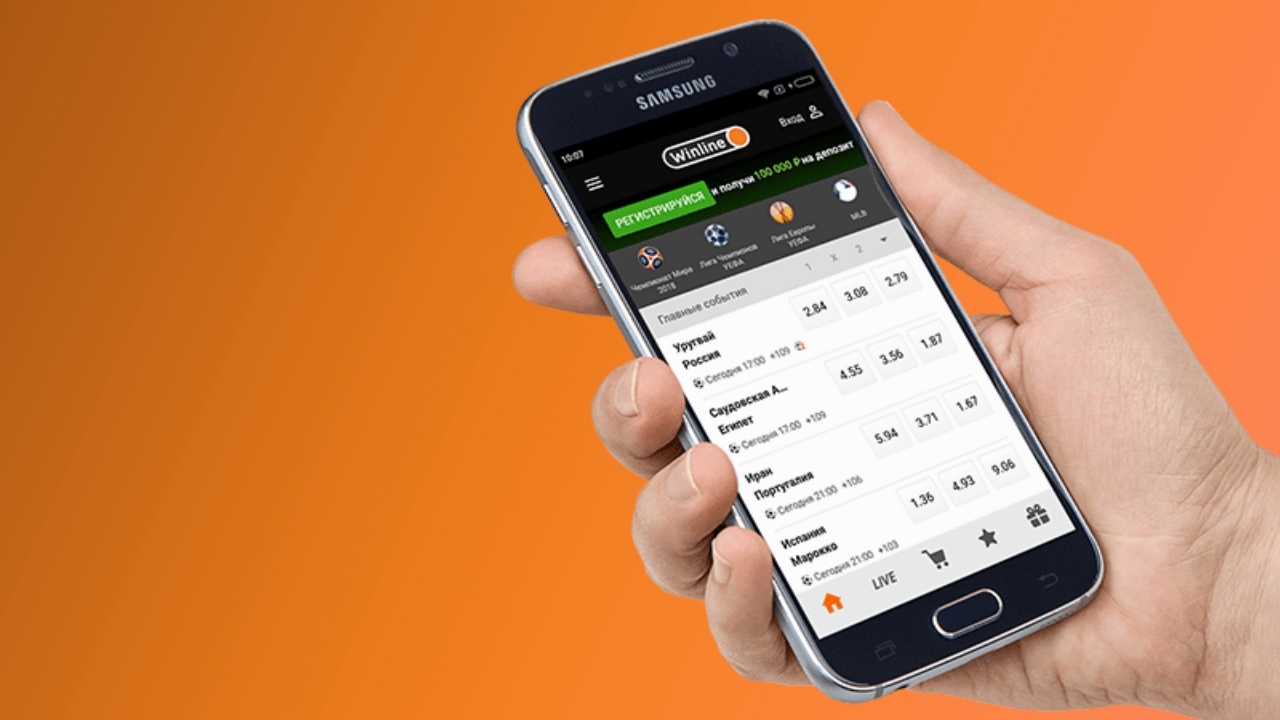 SAMSUNG
10:07
Winline
Вход
РЕГИСТРИРУЙСЯ и получи 100 000 ₽ на депозит
Чемпионат Мира
2018
Лига Чемпионов
УЕФА
Лига Европы
УЕФА
MLB
Главные события 1 X 2
Уругвай
Россия
2.84 3.08 2.79
Сегодня 17:00 +109
Саудовская А...
Египет
4.55 3.56 1.87
Сегодня 17:00 +109
Иран
Португалия
5.94 3.71 1.67
Сегодня 21:00 +106
Испания
Марокко
1.36 4.93 9.06
Сегодня 21:00 +103
LIVE